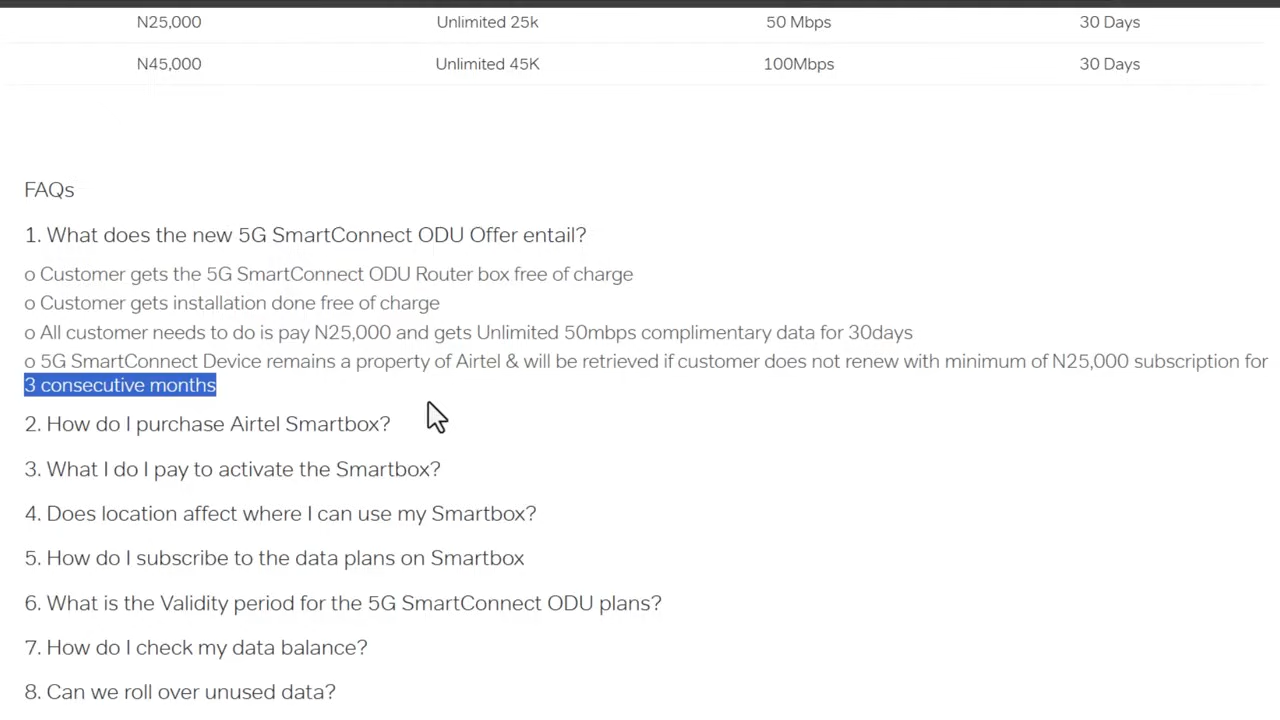 N25,000 Unlimited 25k 50 Mbps 30 Days
N45,000 Unlimited 45K 100Mbps 30 Days
FAQs
1. What does the new 5G SmartConnect ODU Offer entail?
o Customer gets the 5G SmartConnect ODU Router box free of charge
o Customer gets installation done free of charge
o All customer needs to do is pay N25,000 and gets Unlimited 50mbps complimentary data for 30days
o 5G SmartConnect Device remains a property of Airtel & will be retrieved if customer does not renew with minimum of N25,000 subscription for
3 consecutive months
2. How do I purchase Airtel Smartbox?
3. What I do I pay to activate the Smartbox?
4. Does location affect where I can use my Smartbox?
5. How do I subscribe to the data plans on Smartbox
6. What is the Validity period for the 5G SmartConnect ODU plans?
7. How do I check my data balance?
8. Can we roll over unused data?